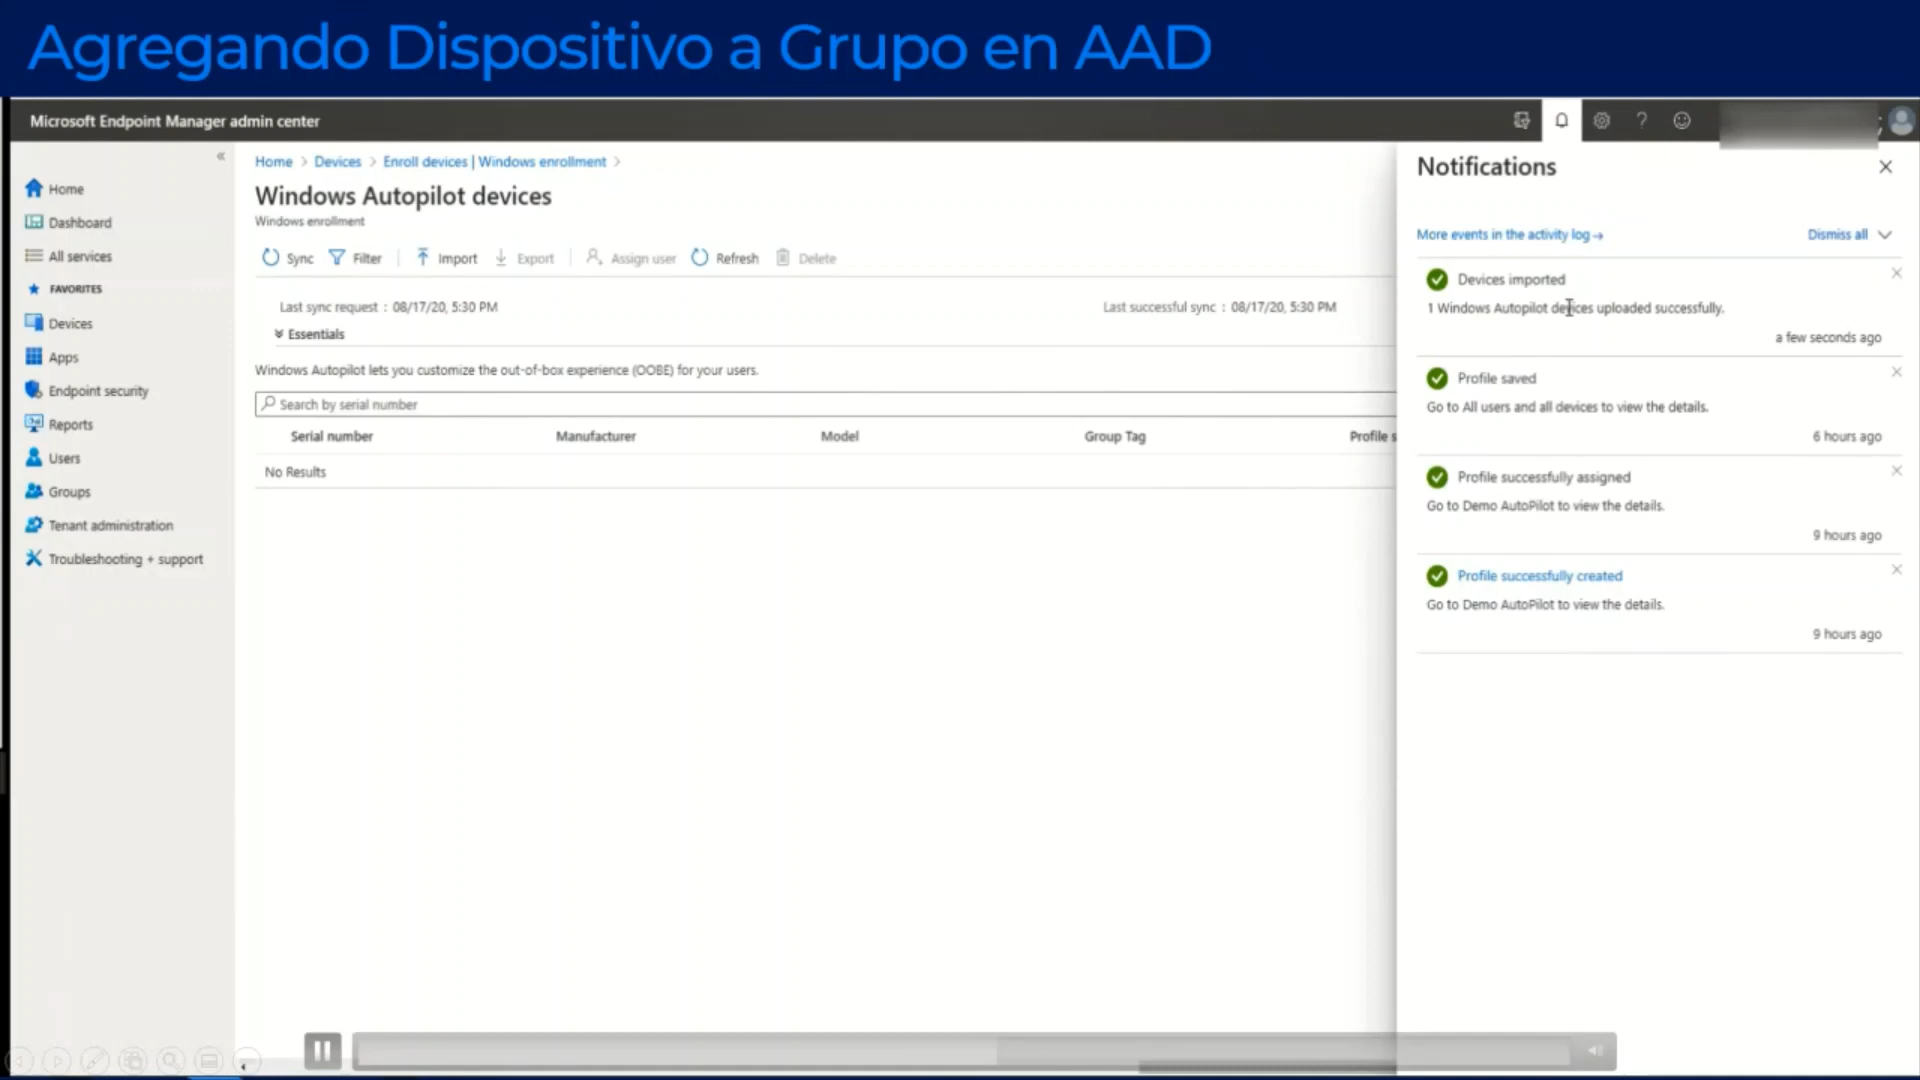 Agregando Dispositivo a Grupo en AAD
Microsoft Endpoint Manager admin center
Home
Dashboard
All services
FAVORITES
Devices
Apps
Endpoint security
Reports
Users
Groups
Tenant administration
Troubleshooting + support
Home > Devices > Enroll devices | Windows enrollment >
Windows Autopilot devices
Windows enrollment
Sync Filter Import Export Assign user Refresh Delete
Last sync request : 08/17/20, 5:30 PM Last successful sync : 08/17/20, 5:30 PM
Essentials
Windows Autopilot lets you customize the out-of-box experience (OOBE) for your users.
Search by serial number
Serial number Manufacturer Model Group Tag Profile s
No Results
Notifications
More events in the activity log → Dismiss all
Devices imported
1 Windows Autopilot devices uploaded successfully.
a few seconds ago
Profile saved
Go to All users and all devices to view the details.
6 hours ago
Profile successfully assigned
Go to Demo AutoPilot to view the details.
9 hours ago
Profile successfully created
Go to Demo AutoPilot to view the details.
9 hours ago